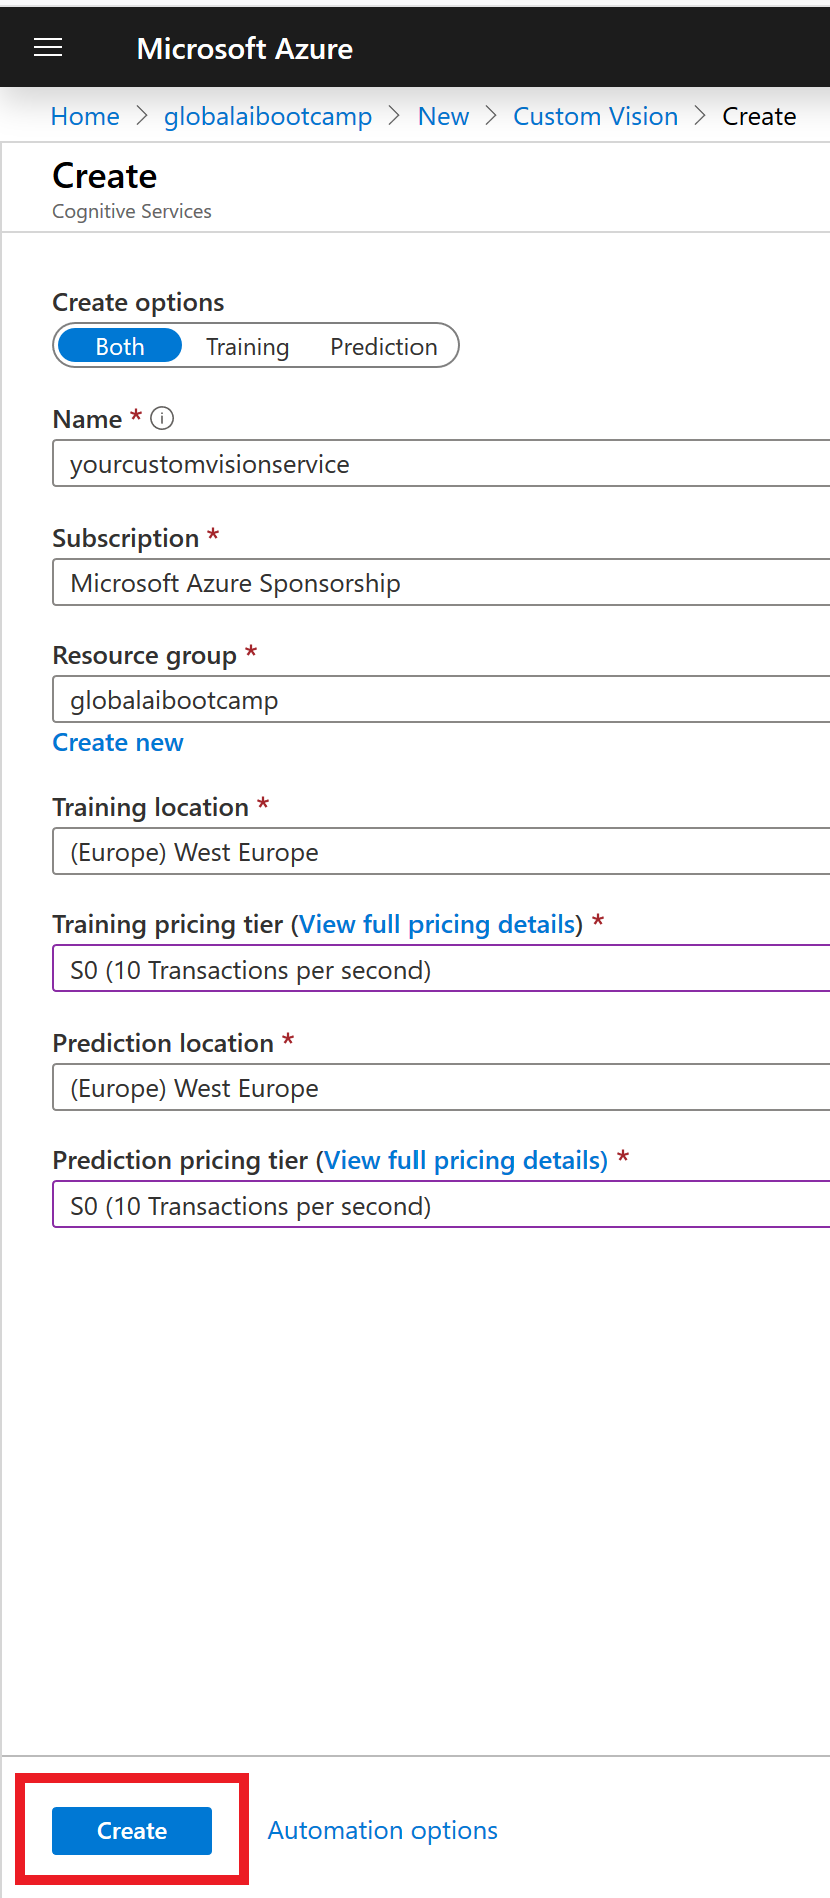 Microsoft Azure
Home > globalaibootcamp > New > Custom Vision > Create
Create
Cognitive Services
Create options
Both Training Prediction
Name *
yourcustomvisionservice
Subscription *
Microsoft Azure Sponsorship
Resource group *
globalaibootcamp
Create new
Training location *
(Europe) West Europe
Training pricing tier (View full pricing details) *
S0 (10 Transactions per second)
Prediction location *
(Europe) West Europe
Prediction pricing tier (View full pricing details) *
S0 (10 Transactions per second)
Create Automation options